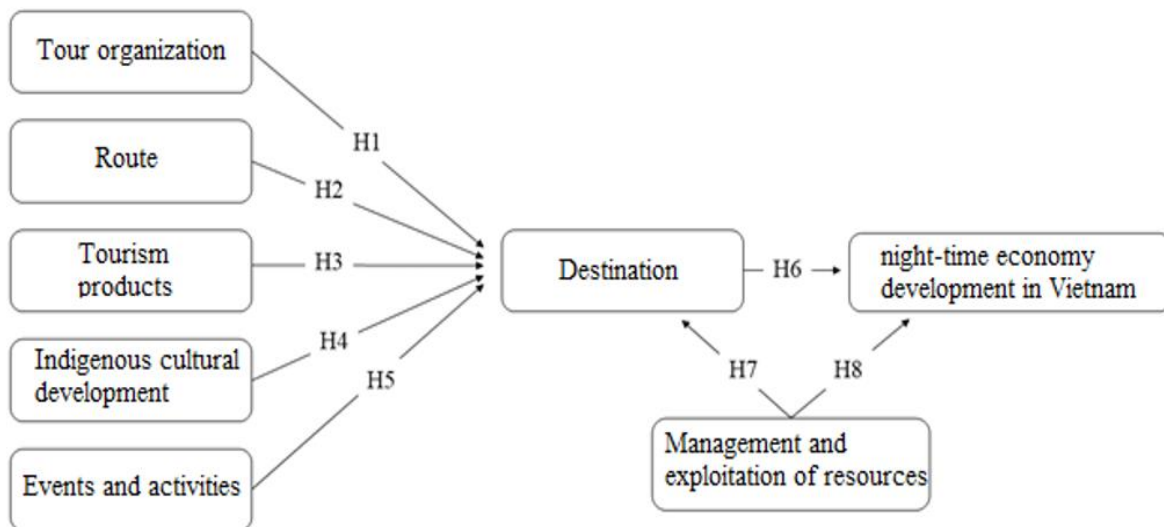 Tour organization
H1
Route
H2
Tourism
products
H3
Indigenous cultural
development
H4
Events and activities
H5
Destination
H6
night-time economy
development in Vietnam
H7
H8
Management and
exploitation of resources